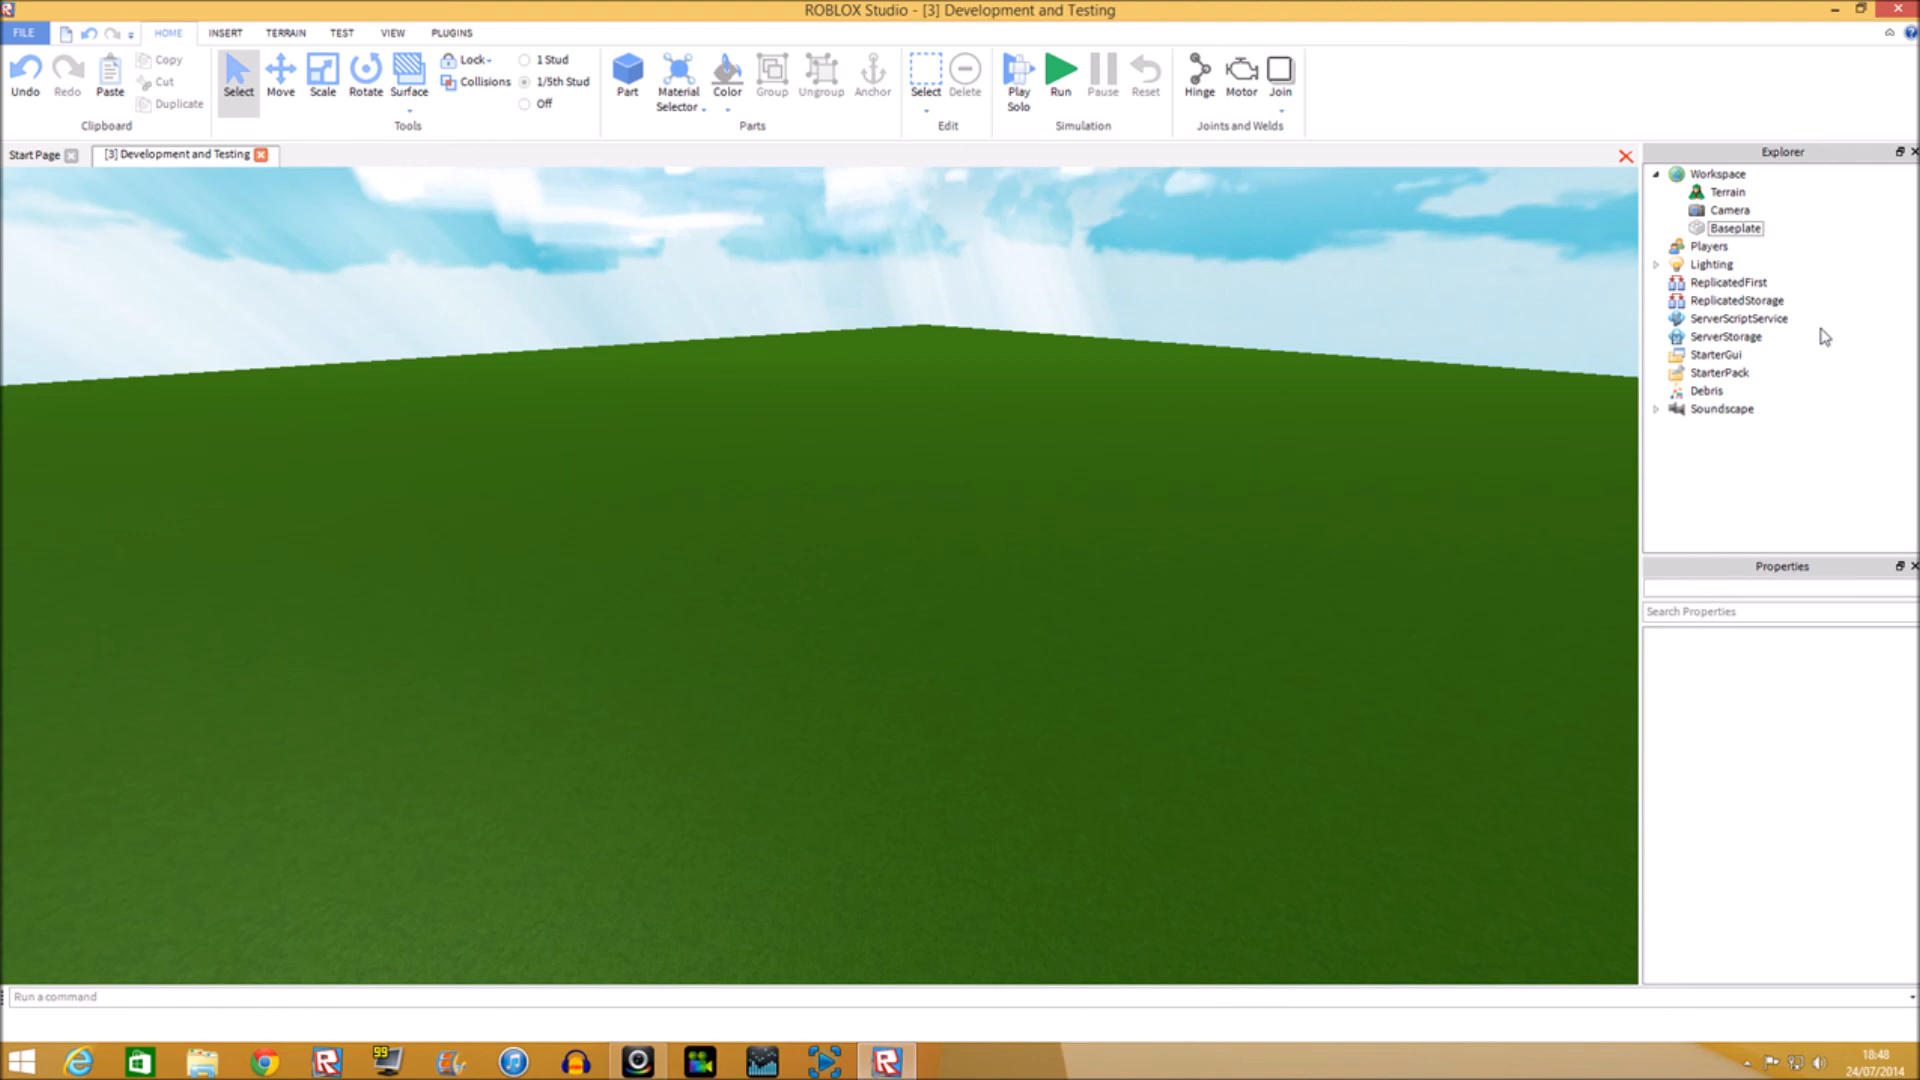 ROBLOX Studio - [3] Development and Testing
FILE HOME INSERT TERRAIN TEST VIEW PLUGINS
Undo Redo Paste Copy Cut Duplicate
Clipboard
Select Move Scale Rotate Surface Lock Collisions 1 Stud 1/5th Stud Off
Tools
Part Material Selector Color Group Ungroup Anchor
Parts
Select Delete
Edit
Play Solo Run Pause Reset
Simulation
Hinge Motor Join
Joints and Welds
Start Page [3] Development and Testing
Explorer
Workspace
Terrain
Camera
Baseplate
Players
Lighting
ReplicatedFirst
ReplicatedStorage
ServerScriptService
ServerStorage
StarterGui
StarterPack
Debris
Soundscape
Properties
Search Properties
Run a command
99
18:48
24/07/2014